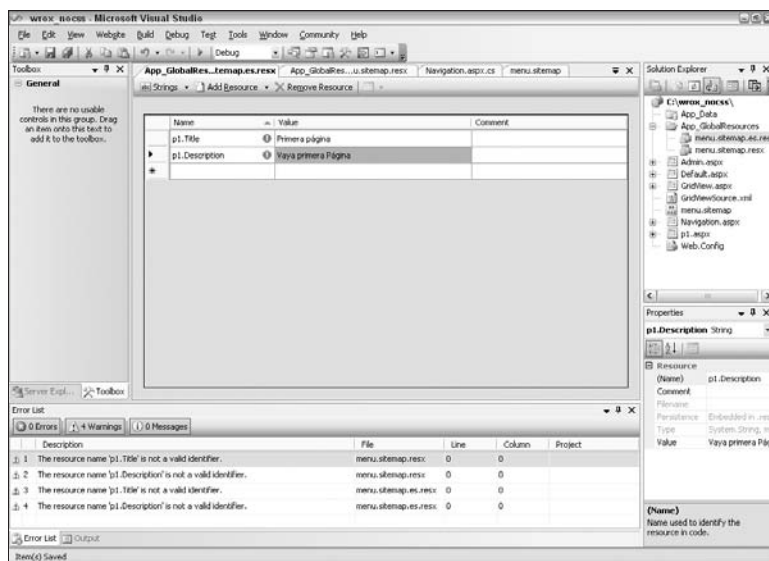 wrox_nocss - Microsoft Visual Studio
File Edit View Website Build Debug Test Tools Window Community Help
Debug
Toolbox
General
There are no usable
controls in this group. Drag
an item onto this text to
add it to the toolbox.
Server Expl... Toolbox
App_GlobalRes...temap.es.resx App_GlobalRes...u.sitemap.resx Navigation.aspx.cs menu.sitemap
Strings Add Resource Remove Resource
Name Value Comment
p1.Title Primera página
p1.Description Vaya primera Página
Solution Explorer
C:\wrox_nocss\
App_Data
App_GlobalResources
menu.sitemap.es.res
menu.sitemap.resx
Admin.aspx
Default.aspx
GridView.aspx
GridViewSource.xml
menu.sitemap
Navigation.aspx
p1.aspx
Web.Config
Properties
p1.Description String
Resource
(Name) p1.Description
Comment
Filename
Persistence Embedded in .res
Type System.String, m
Value Vaya primera Pág
(Name)
Name used to identify the
resource in code.
Error List
0 Errors 4 Warnings 0 Messages
Description File Line Column Project
1 The resource name 'p1.Title' is not a valid identifier. menu.sitemap.resx 0 0
2 The resource name 'p1.Description' is not a valid identifier. menu.sitemap.resx 0 0
3 The resource name 'p1.Title' is not a valid identifier. menu.sitemap.es.resx 0 0
4 The resource name 'p1.Description' is not a valid identifier. menu.sitemap.es.resx 0 0
Error List Output
Item(s) Saved